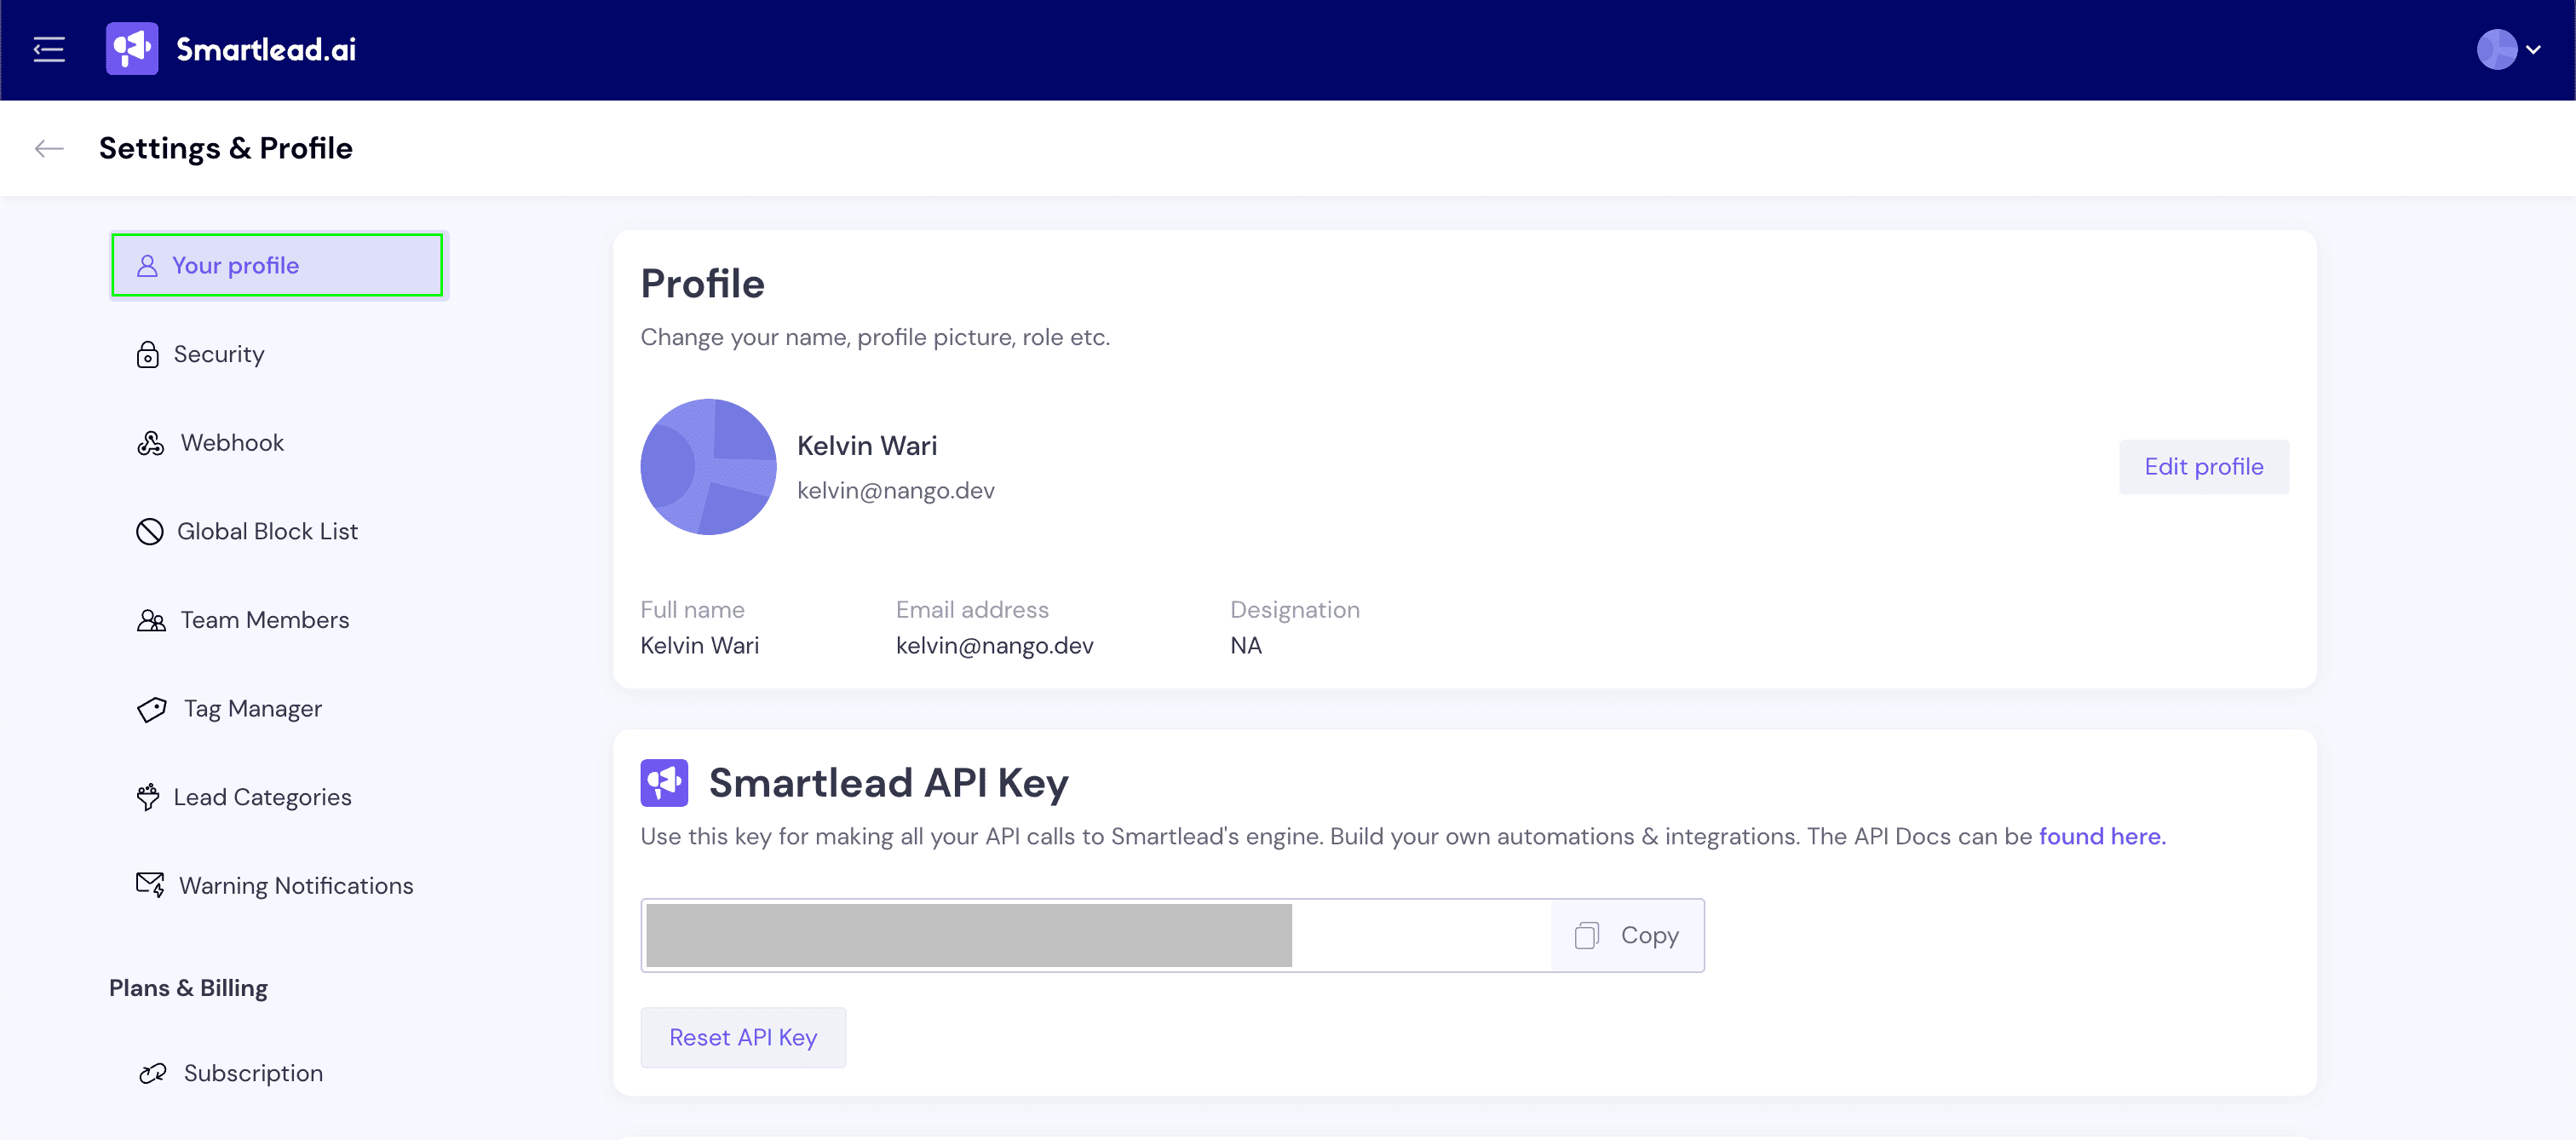 Smartlead.ai
Settings & Profile
Your profile
Security
Webhook
Global Block List
Team Members
Tag Manager
Lead Categories
Warning Notifications
Plans & Billing
Subscription
Profile
Change your name, profile picture, role etc.
Kelvin Wari
kelvin@nango.dev
Edit profile
Full name Email address Designation
Kelvin Wari kelvin@nango.dev NA
Smartlead API Key
Use this key for making all your API calls to Smartlead's engine. Build your own automations & integrations. The API Docs can be found here.
Copy
Reset API Key